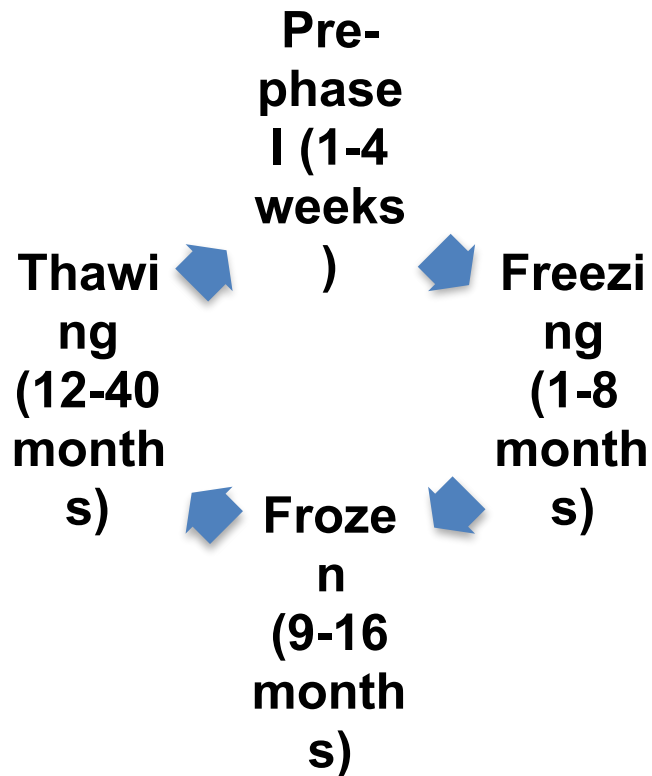 Pre-
phase
I (1-4
weeks
)
Freezi
ng
(1-8
month
s)
Froze
n
(9-16
month
s)
Thawi
ng
(12-40
month
s)